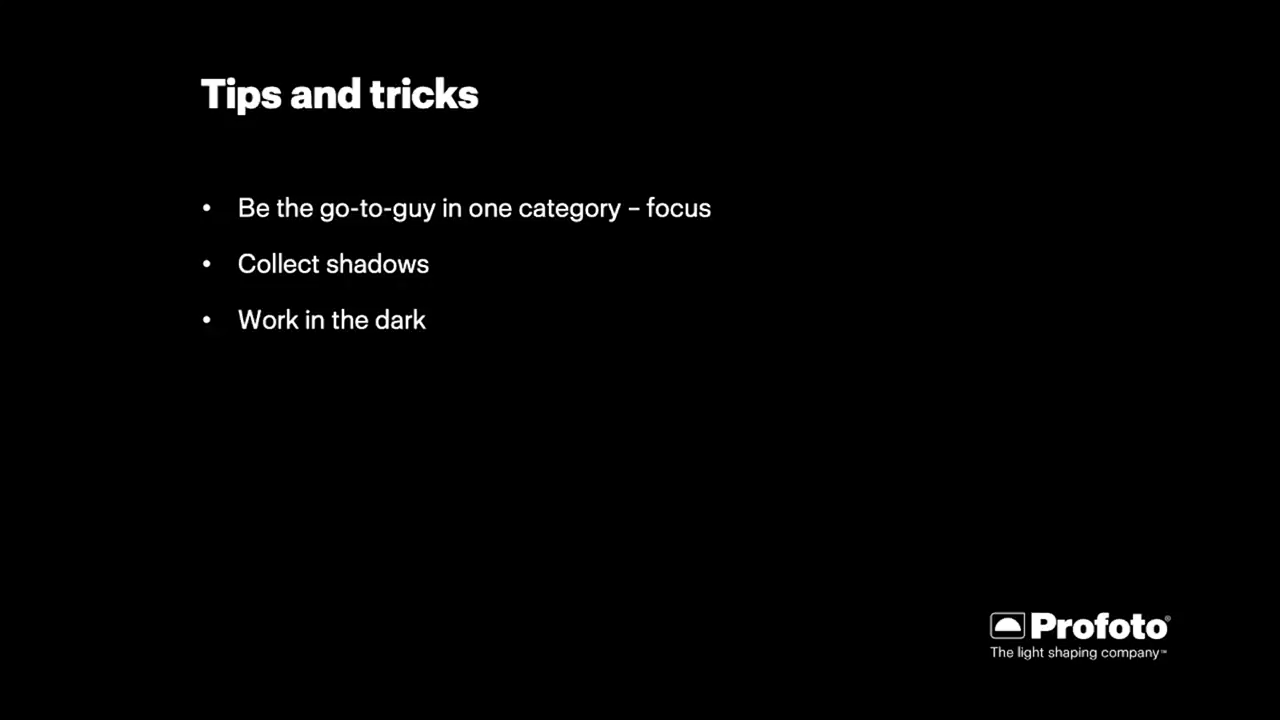 Tips and tricks
• Be the go-to-guy in one category – focus
• Collect shadows
• Work in the dark
Profoto®
The light shaping company™